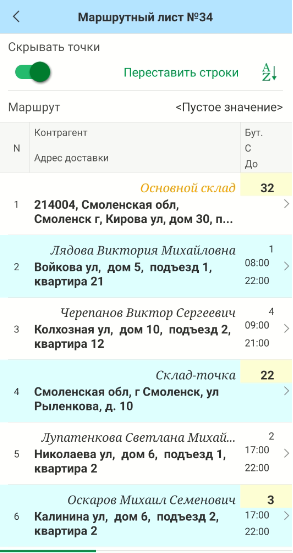 Маршрутный лист №34
Скрывать точки
Переставить строки
A
Z
Маршрут <Пустое значение>
N Контрагент Бут.
С
Адрес доставки До
Основной склад 32
1 214004, Смоленская обл,
Смоленск г, Кирова ул, дом 30, п...
Лядова Виктория Михайловна 1
2 Войкова ул, дом 5, подъезд 1, 08:00
квартира 21 22:00
Черепанов Виктор Сергеевич 4
3 Колхозная ул, дом 10, подъезд 2, 09:00
квартира 12 21:00
Склад-точка 22
4 Смоленская обл, г Смоленск, ул
Рыленкова, д. 10
Лупатенкова Светлана Михай... 2
5 Николаева ул, дом 6, подъезд 1, 17:00
квартира 2 22:00
Оскаров Михаил Семенович 3
6 Калинина ул, дом 6, подъезд 2, 17:00
квартира 2 22:00